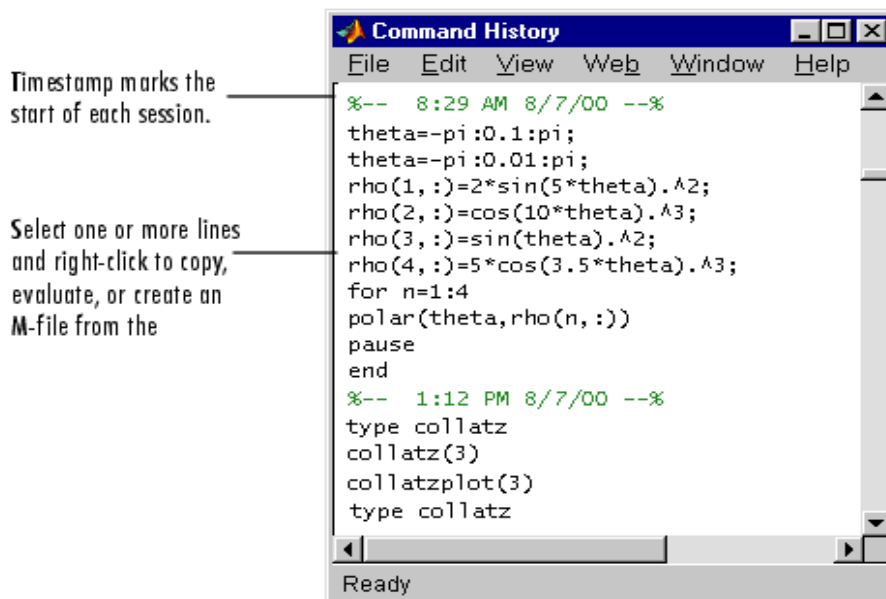 Command History
File Edit View Web Window Help
Timestamp marks the
start of each session.
%-- 8:29 AM 8/7/00 --%
theta=-pi:0.1:pi;
theta=-pi:0.01:pi;
rho(1,:)=2*sin(5*theta).^2;
rho(2,:)=cos(10*theta).^3;
rho(3,:)=sin(theta).^2;
rho(4,:)=5*cos(3.5*theta).^3;
for n=1:4
polar(theta,rho(n,:))
pause
end
%-- 1:12 PM 8/7/00 --%
type collatz
collatz(3)
collatzplot(3)
type collatz
Select one or more lines
and right-click to copy,
evaluate, or create an
M-file from the
Ready